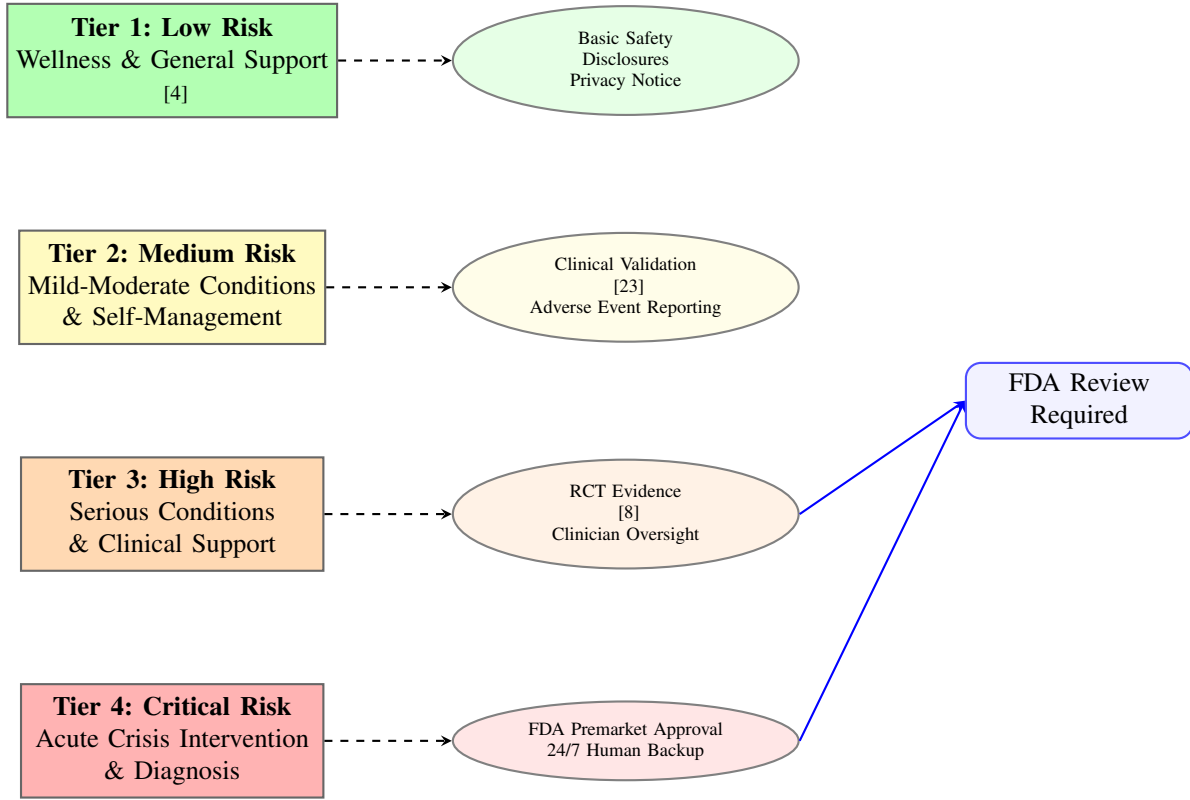 Tier 1: Low Risk
Wellness & General Support
[4]
Basic Safety
Disclosures
Privacy Notice
Tier 2: Medium Risk
Mild-Moderate Conditions
& Self-Management
Clinical Validation
[23]
Adverse Event Reporting
FDA Review
Required
Tier 3: High Risk
Serious Conditions
& Clinical Support
RCT Evidence
[8]
Clinician Oversight
Tier 4: Critical Risk
Acute Crisis Intervention
& Diagnosis
FDA Premarket Approval
24/7 Human Backup